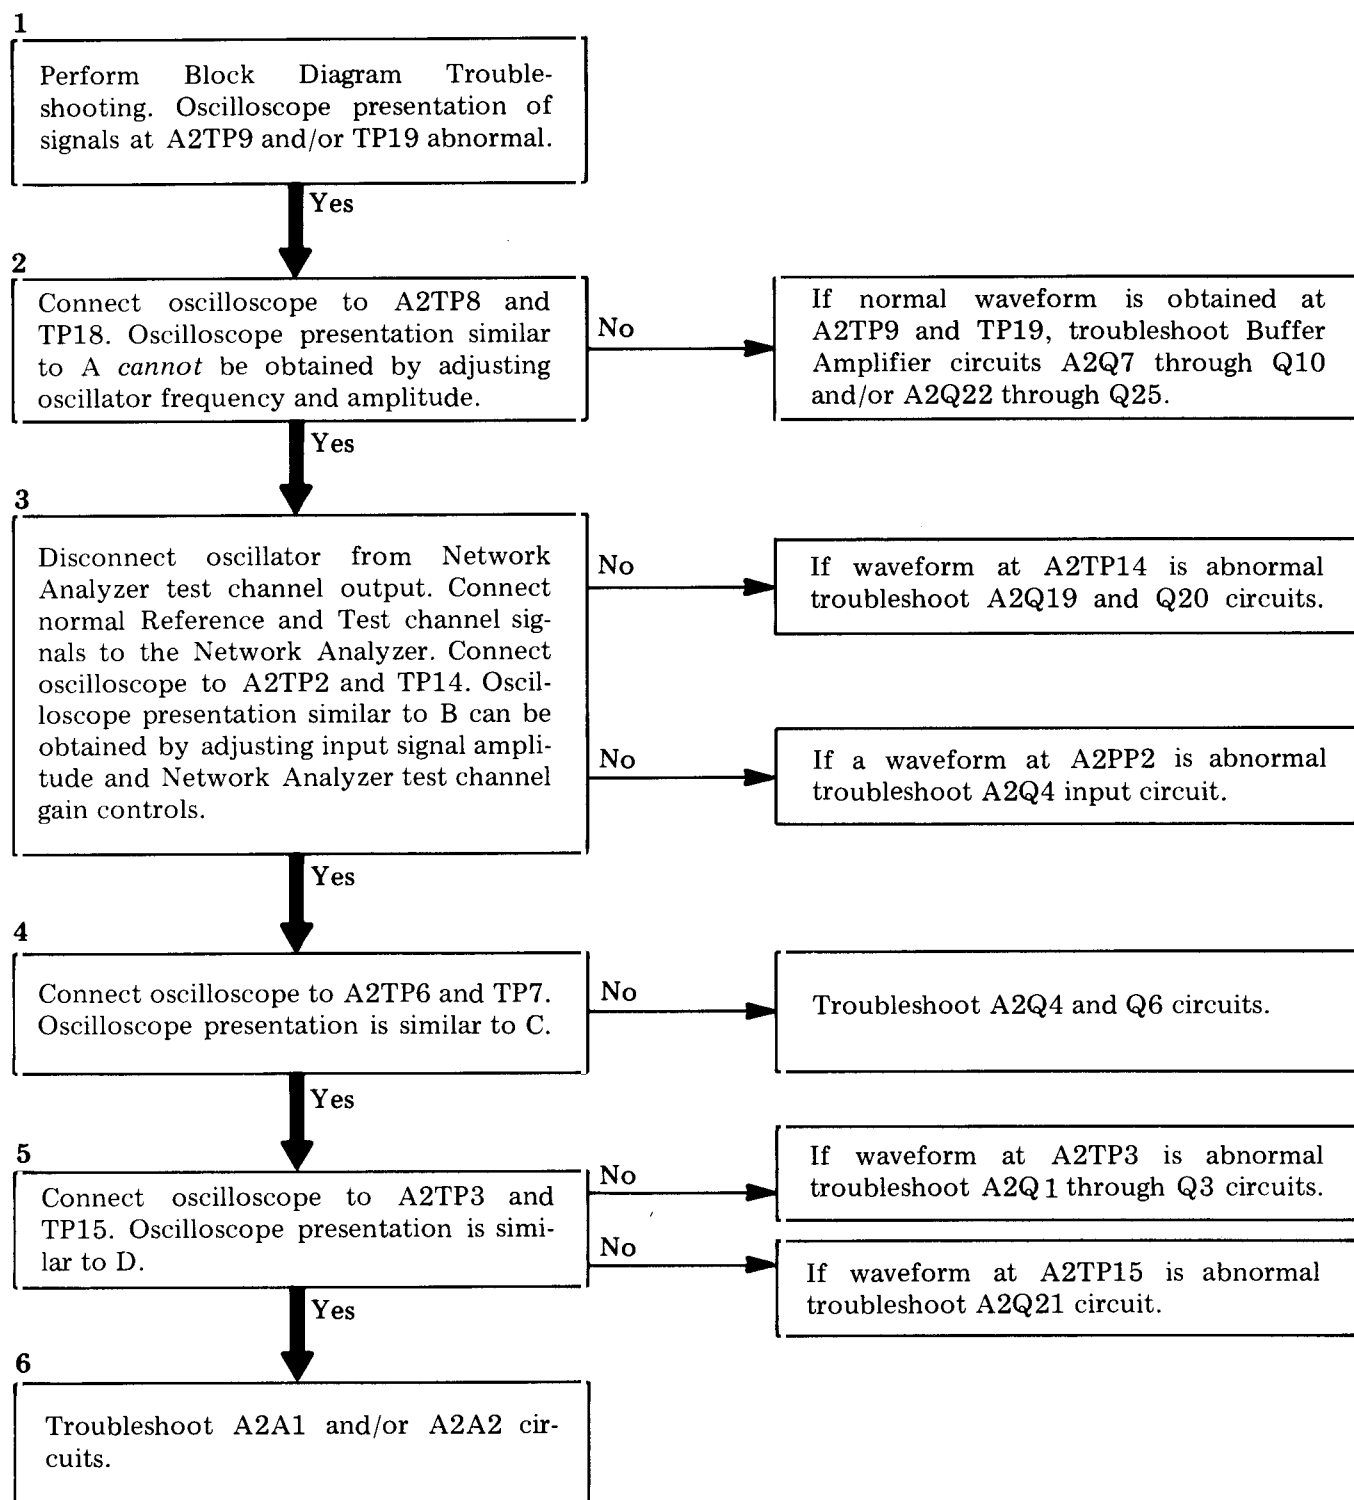 1
Perform Block Diagram Trouble-
shooting. Oscilloscope presentation of
signals at A2TP9 and/or TP19 abnormal.
Yes
2
Connect oscilloscope to A2TP8 and
TP18. Oscilloscope presentation similar
to A cannot be obtained by adjusting
oscillator frequency and amplitude.
No
If normal waveform is obtained at
A2TP9 and TP19, troubleshoot Buffer
Amplifier circuits A2Q7 through Q10
and/or A2Q22 through Q25.
Yes
3
Disconnect oscillator from Network
Analyzer test channel output. Connect
normal Reference and Test channel sig-
nals to the Network Analyzer. Connect
oscilloscope to A2TP2 and TP14. Oscil-
loscope presentation similar to B can be
obtained by adjusting input signal ampli-
tude and Network Analyzer test channel
gain controls.
No
If waveform at A2TP14 is abnormal
troubleshoot A2Q19 and Q20 circuits.
No
If a waveform at A2PP2 is abnormal
troubleshoot A2Q4 input circuit.
Yes
4
Connect oscilloscope to A2TP6 and TP7.
Oscilloscope presentation is similar to C.
No
Troubleshoot A2Q4 and Q6 circuits.
Yes
5
Connect oscilloscope to A2TP3 and
TP15. Oscilloscope presentation is simi-
lar to D.
No
If waveform at A2TP3 is abnormal
troubleshoot A2Q1 through Q3 circuits.
No
If waveform at A2TP15 is abnormal
troubleshoot A2Q21 circuit.
Yes
6
Troubleshoot A2A1 and/or A2A2 cir-
cuits.